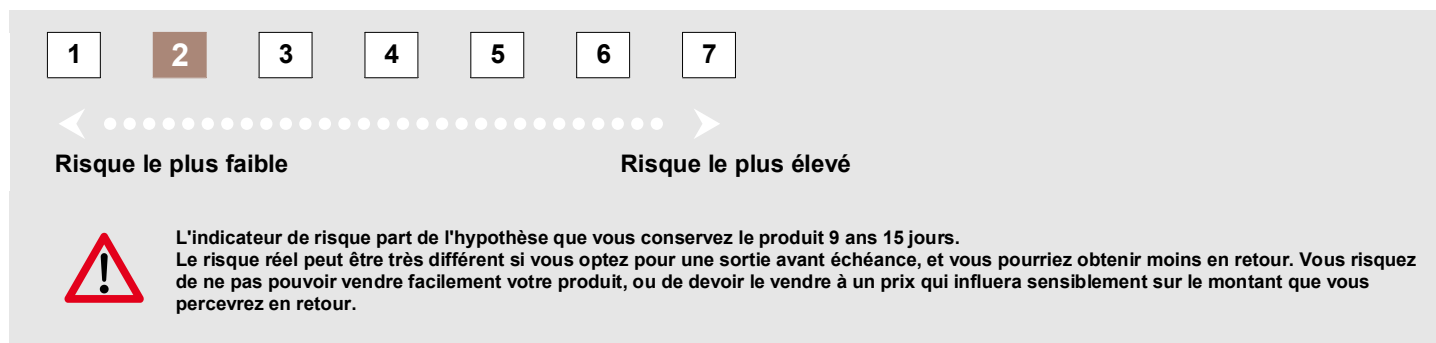 1 2 3 4 5 6 7
Risque le plus faible Risque le plus élevé
L'indicateur de risque part de l'hypothèse que vous conservez le produit 9 ans 15 jours.
Le risque réel peut être très différent si vous optez pour une sortie avant échéance, et vous pourriez obtenir moins en retour. Vous risquez
de ne pas pouvoir vendre facilement votre produit, ou de devoir le vendre à un prix qui influera sensiblement sur le montant que vous
percevrez en retour.